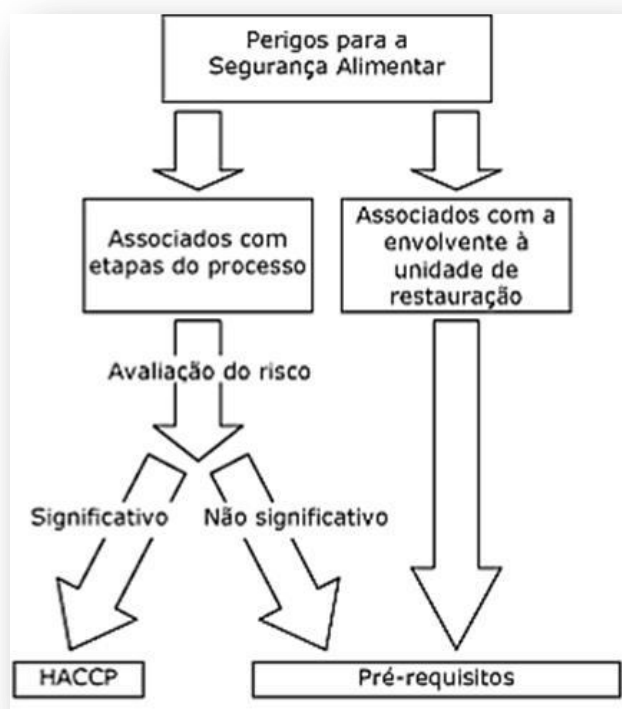 Perigos para a
Segurança Alimentar
Associados com
etapas do processo
Associados com a
envolvente à
unidade de
restauração
Avaliação do risco
Significativo
Não significativo
HACCP
Pré-requisitos